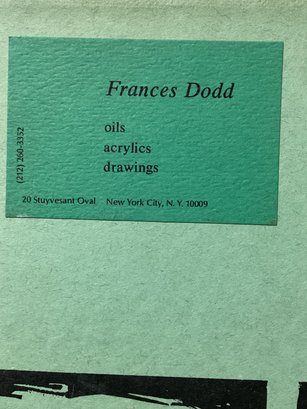 Frances Dodd
oils
acrylics
drawings
(212) 260-3352
20 Stuyvesant Oval New York City, N. Y. 10009